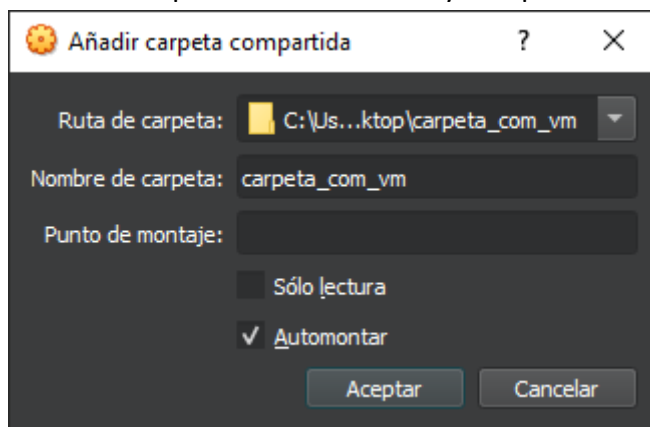 Añadir carpeta compartida ? ×
Ruta de carpeta: C:\Us...ktop\carpeta_com_vm
Nombre de carpeta: carpeta_com_vm
Punto de montaje:
Sólo lectura
Automontar
Aceptar Cancelar